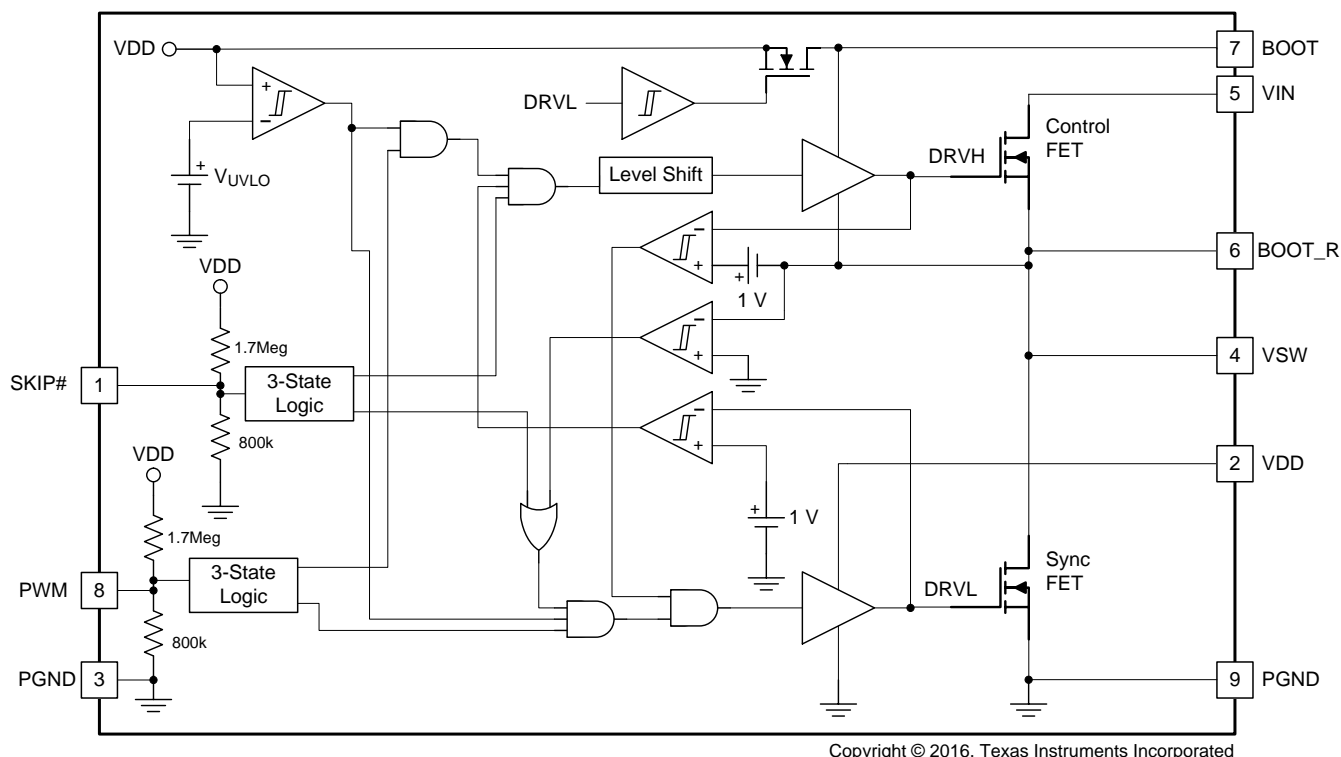 VDD
7
BOOT
DRVL
5
VIN
Control
FET
DRVH
Level Shift
+
−
+
VUVLO
−
+
+
1 V
6
BOOT_R
VDD
1.7Meg
SKIP#
1
3-State
Logic
800k
−
+
4
VSW
−
+
VDD
2
VDD
+
1 V
1.7Meg
PWM
8
3-State
Logic
800k
DRVL
Sync
FET
PGND
3
9
PGND
Copyright © 2016, Texas Instruments Incorporated